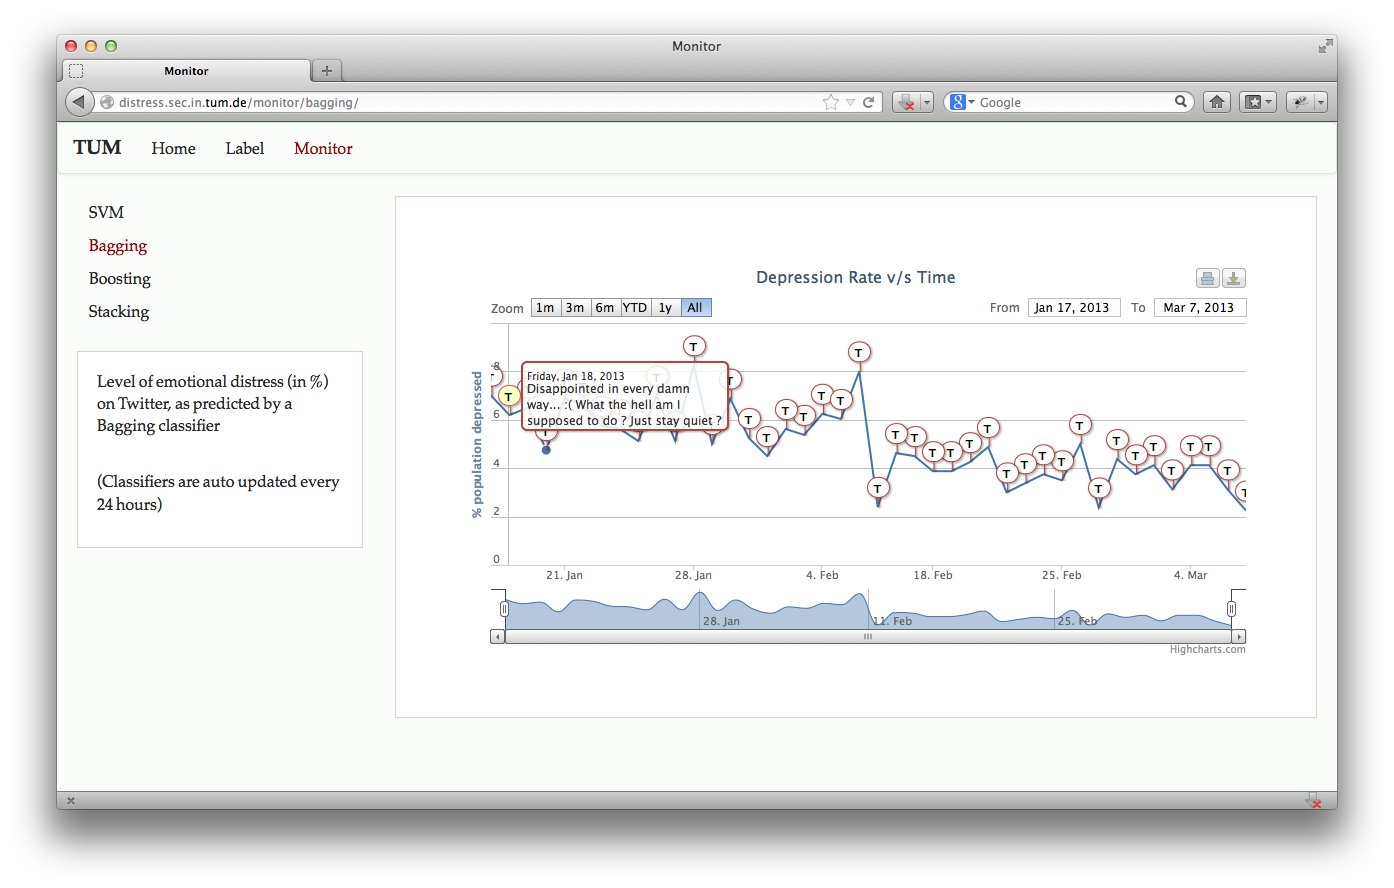 Monitor
Monitor
distress.sec.in.tum.de/monitor/bagging/
Google
TUM Home Label Monitor
SVM
Bagging
Boosting
Stacking
Level of emotional distress (in %)
on Twitter, as predicted by a
Bagging classifier
(Classifiers are auto updated every
24 hours)
Depression Rate v/s Time
Zoom 1m 3m 6m YTD 1y All
From Jan 17, 2013 To Mar 7, 2013
% population depressed
8
6
4
2
0
Friday, Jan 18, 2013
Disappointed in every damn
way... :( What the hell am I
supposed to do ? Just stay quiet ?
T T T T T T T T T T T T T T T T T T T T T T T T T T T T T T T T T T T T
21. Jan 28. Jan 4. Feb 18. Feb 25. Feb 4. Mar
28. Jan 11. Feb 25. Feb
Highcharts.com